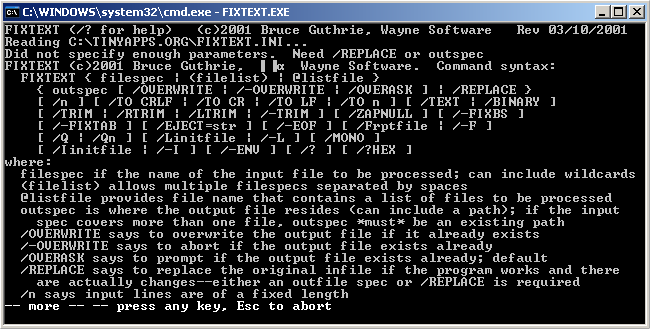 C:\WINDOWS\system32\cmd.exe - FIXTEXT.EXE
FIXTEXT (/? for help)   (c)2001 Bruce Guthrie, Wayne Software   Rev 03/10/2001
Reading C:\TINYAPPS.ORG\FIXTEXT.INI...
Did not specify enough parameters.  Need /REPLACE or outspec
FIXTEXT (c)2001 Bruce Guthrie, Wayne Software.  Command syntax:
FIXTEXT { filespec ¦ (filelist) ¦ @listfile }
{ outspec [ /OVERWRITE ¦ /-OVERWRITE ¦ /OVERASK ] ¦ /REPLACE }
[ /n ] [ /TO CRLF ¦ /TO CR ¦ /TO LF ¦ /TO n ] [ /TEXT ¦ /BINARY ]
[ /TRIM ¦ /RTRIM ¦ /LTRIM ¦ /-TRIM ] [ /ZAPNULL ] [ /-FIXBS ]
[ /-FIXTAB ] [ /EJECT=str ] [ /-EOF ] [ /Frptfile ¦ /-F ]
[ /Q ¦ /Qn ] [ /Linitfile ¦ /-L ] [ /MONO ]
[ /Iinitfile ¦ /-I ] [ /-ENV ] [ /? ] [ /?HEX ]
where:
filespec if the name of the input file to be processed; can include wildcards
(filelist) allows multiple filespecs separated by spaces
@listfile provides file name that contains a list of files to be processed
outspec is where the output file resides (can include a path); if the input
spec covers more than one file, outspec *must* be an existing path
/OVERWRITE says to overwrite the output file if it already exists
/-OVERWRITE says to abort if the output file exists already
/OVERASK says to prompt if the output file exists already; default
/REPLACE says to replace the original infile if the program works and there
are actually changes--either an outfile spec or /REPLACE is required
/n says input lines are of a fixed length
-- more -- -- press any key, Esc to abort